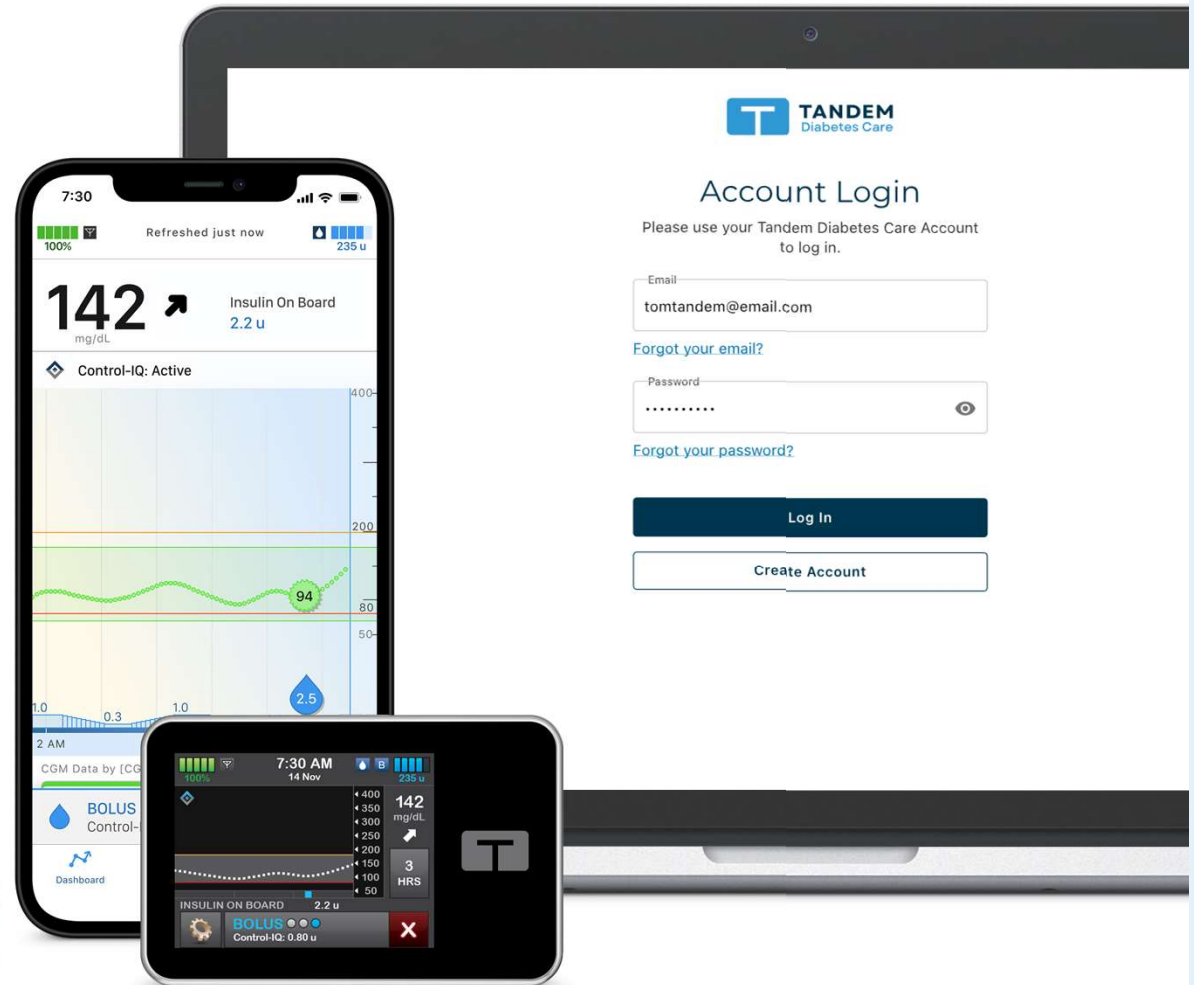 TANDEM
Diabetes Care
Account Login
Please use your Tandem Diabetes Care Account
to log in.
Email
tomtandem@email.com
Forgot your email?
Password
Forgot your password?
Log In
Create Account
7:30
100%
Refreshed just now
235 u
142
mg/dL
Insulin On Board
2.2 u
Control-IQ: Active
400
200
94
80
50
2.5
1.0
0.3
1.0
2 AM
CGM Data by [CG
BOLUS
Control-I
Dashboard
100%
7:30 AM
14 Nov
B
235 u
400
350
300
250
200
150
100
50
142
mg/dL
3
HRS
INSULIN ON BOARD 2.2 u
BOLUS
Control-IQ: 0.80 u
X
T